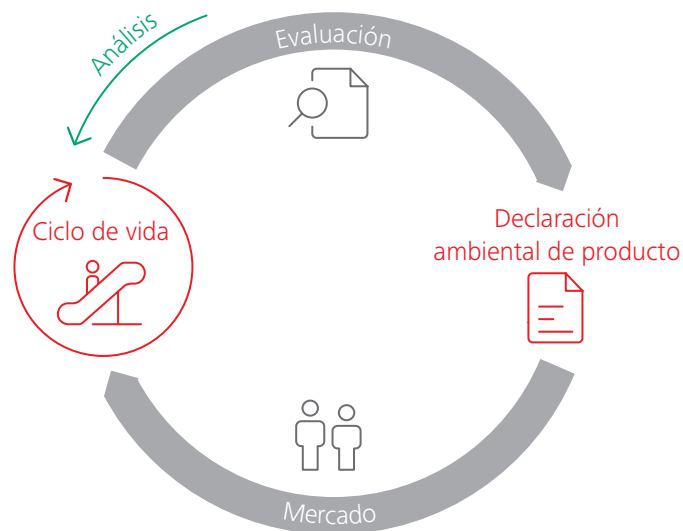 Análisis
Evaluación
Ciclo de vida
Declaración
ambiental de producto
Mercado